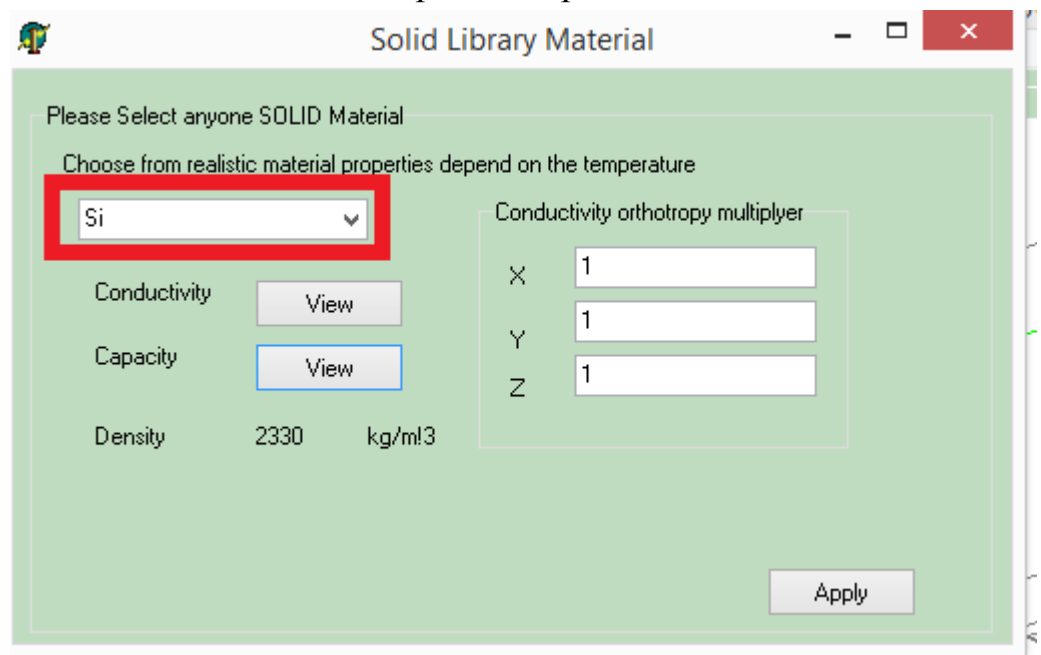 Solid Library Material
Please Select anyone SOLID Material
Choose from realistic material properties depend on the temperature
Si
Conductivity orthotropy multiplyer
X 1
Conductivity View
Y 1
Capacity View
Z 1
Density 2330 kg/m!3
Apply